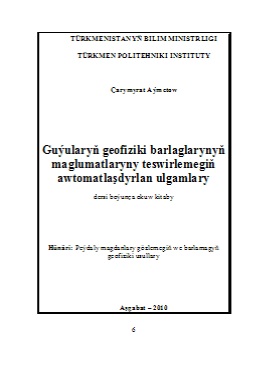 TÜRKMENISTANYŇ BILIM MINISTRLIGI
TÜRKMEN POLITEHNIKI INSTITUTY
Çarymyrat Aýmetow
Guýularyň geofiziki barlaglarynyň
maglumatlaryny teswirlemegiň
awtomatlaşdyrlan ulgamlary
dersi boýunça okuw kitaby
Hünäri: Peýdaly magdanlary gözlemegiň we barlamagyň
geofiziki usullary
Aşgabat – 2010
6